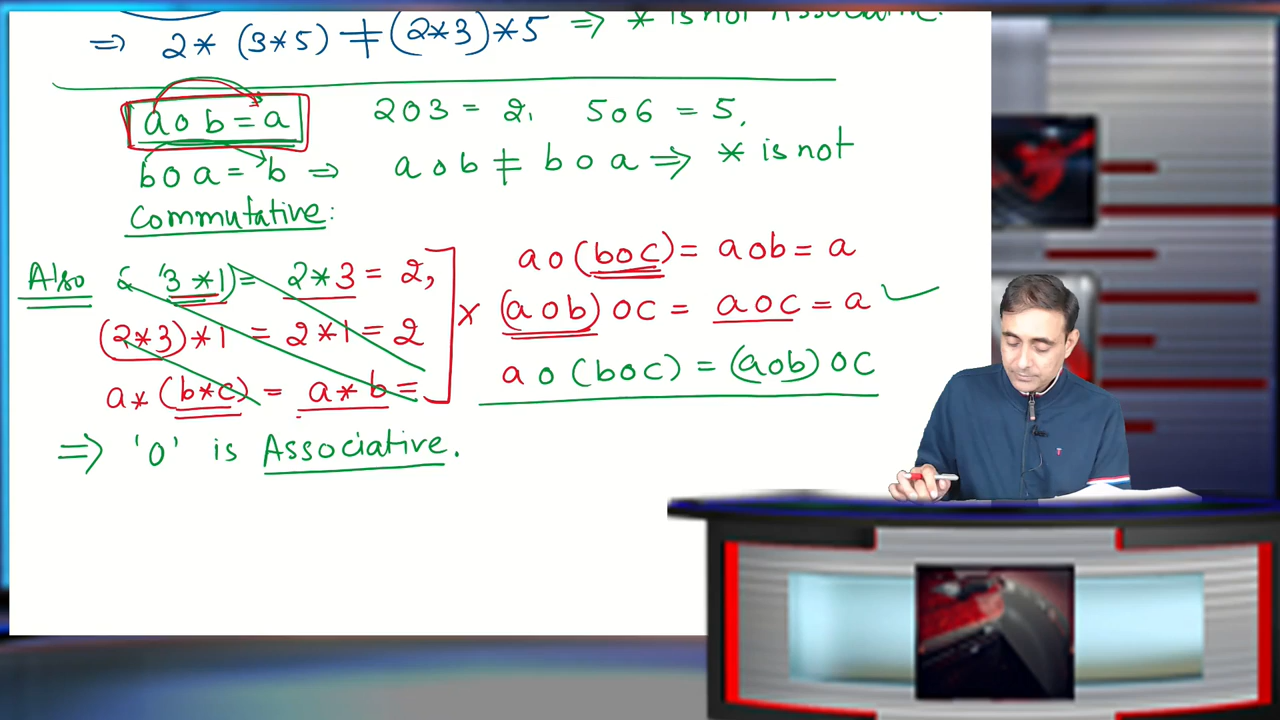 ⇒ 2 * (3*5) ≠ (2*3)*5 ⇒ * is not Associative.
a o b = a 2 o 3 = 2, 5 o 6 = 5,
b o a = b ⇒ a o b ≠ b o a ⇒ * is not
Commutative:
Also 3 * 1) = 2 * 3 = 2,
(2*3)*1 = 2*1 = 2
a * (b*c) = a * b =
a o (b o c) = a o b = a
× (a o b) o c = a o c = a
a o (b o c) = (a o b) o c
⇒ 'o' is Associative.